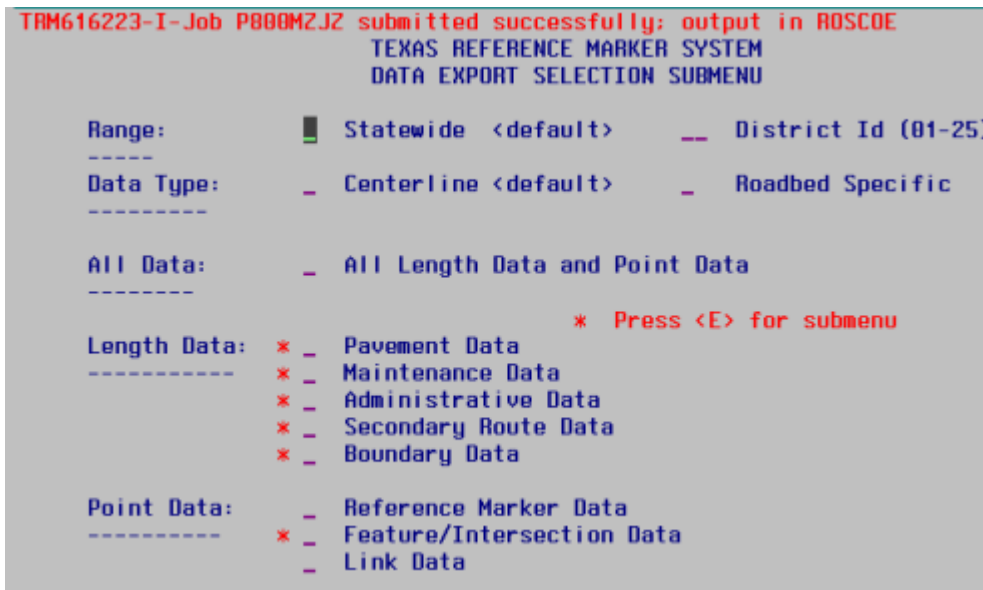 TRM616223-I-Job P800MZJZ submitted successfully; output in ROSCOE
TEXAS REFERENCE MARKER SYSTEM
DATA EXPORT SELECTION SUBMENU
Range: _ Statewide <default> __ District Id (01-25)
-----
Data Type: _ Centerline <default> _ Roadbed Specific
---------
All Data: _ All Length Data and Point Data
--------
* Press <E> for submenu
Length Data: * _ Pavement Data
----------- * _ Maintenance Data
* _ Administrative Data
* _ Secondary Route Data
* _ Boundary Data
Point Data: _ Reference Marker Data
---------- * _ Feature/Intersection Data
_ Link Data